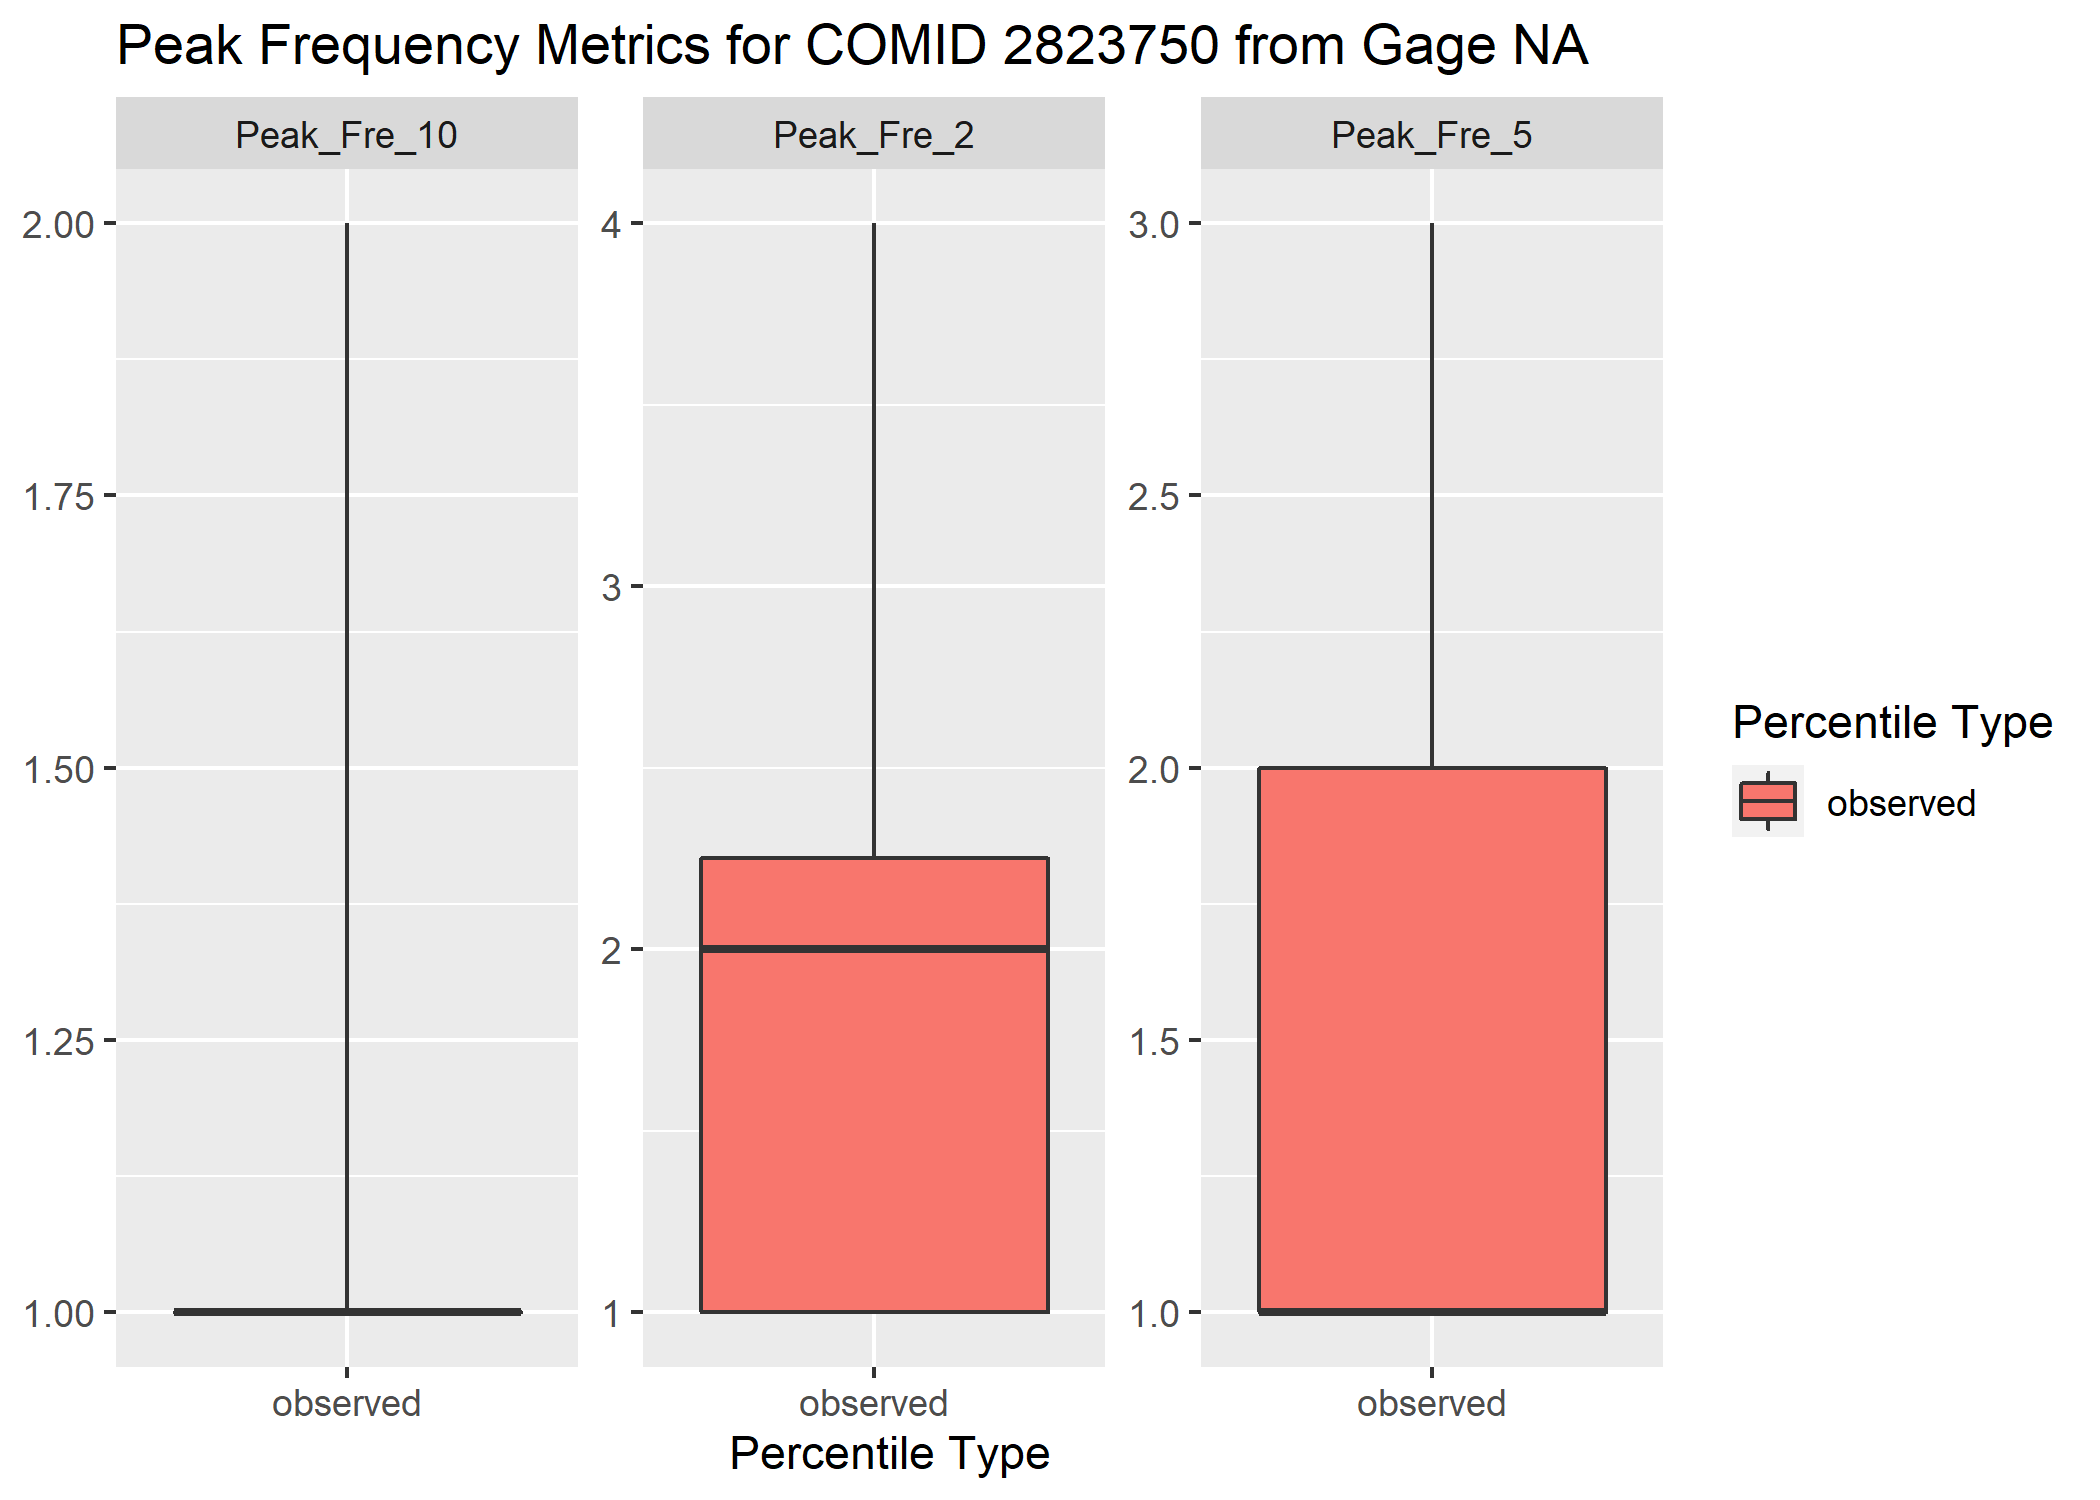 Peak Frequency Metrics for COMID 2823750 from Gage NA
Peak_Fre_10
Peak_Fre_2
Peak_Fre_5
2.00
1.75
1.50
1.25
1.00
4
3
2
1
3.0
2.5
2.0
1.5
1.0
observed
observed
observed
Percentile Type
Percentile Type
observed